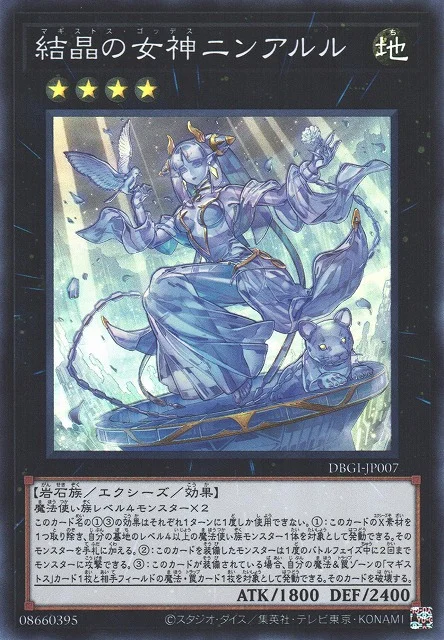 マギストス ゴッデス
結晶の女神ニンアルル
ち
地
DBGI-JP007
【岩石族／エクシーズ／効果】
魔法使い族レベル4モンスター×2
このカード名の①③の効果はそれぞれ1ターンに1度しか使用できない。①：このカードのX素材を
1つ取り除き、自分の墓地のレベル4以上の魔法使い族モンスター1体を対象として発動できる。その
モンスターを手札に加える。②：このカードを装備したモンスターは1度のバトルフェイズ中に2回まで
モンスターに攻撃できる。③：このカードが装備されている場合、自分の魔法＆罠ゾーンの「マギス
トス」カード1枚と相手フィールドの魔法・罠カード1枚を対象として発動できる。そのカードを破壊する。
ATK/1800 DEF/2400
08660395
©スタジオ・ダイス／集英社・テレビ東京・KONAMI